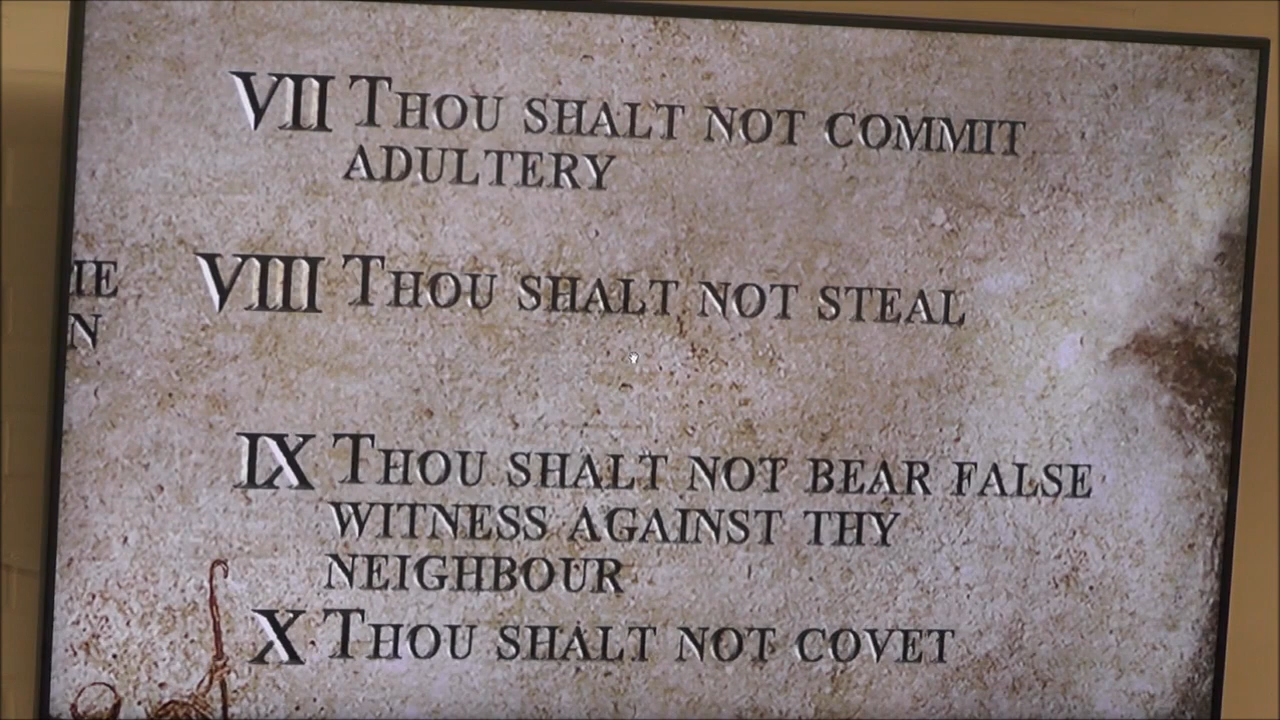 VII THOU SHALT NOT COMMIT
ADULTERY
IE
N
VIII THOU SHALT NOT STEAL
IX THOU SHALT NOT BEAR FALSE
WITNESS AGAINST THY
NEIGHBOUR
X THOU SHALT NOT COVET